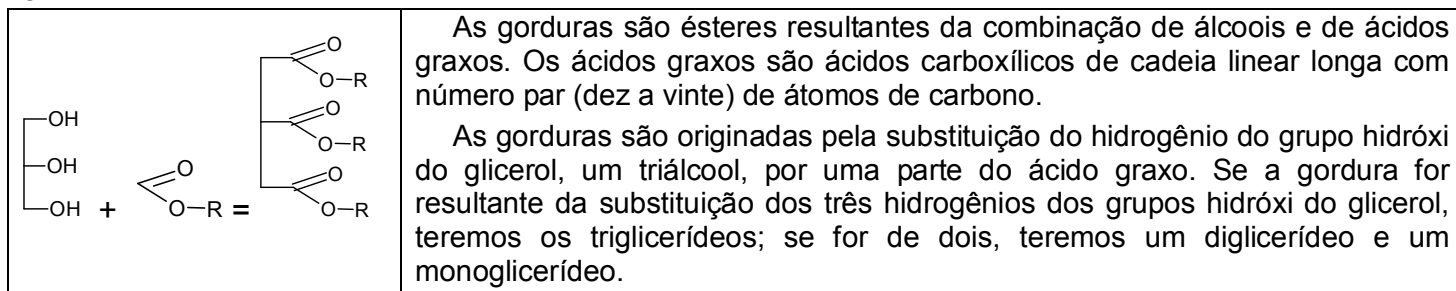 O
O–R
O
O–R
O
O–R
OH
OH
OH
+
O
O–R
=
As gorduras são ésteres resultantes da combinação de álcoois e de ácidos
graxos. Os ácidos graxos são ácidos carboxílicos de cadeia linear longa com
número par (dez a vinte) de átomos de carbono.
As gorduras são originadas pela substituição do hidrogênio do grupo hidróxi
do glicerol, um triálcool, por uma parte do ácido graxo. Se a gordura for
resultante da substituição dos três hidrogênios dos grupos hidróxi do glicerol,
teremos os triglicerídeos; se for de dois, teremos um diglicerídeo e um
monoglicerídeo.